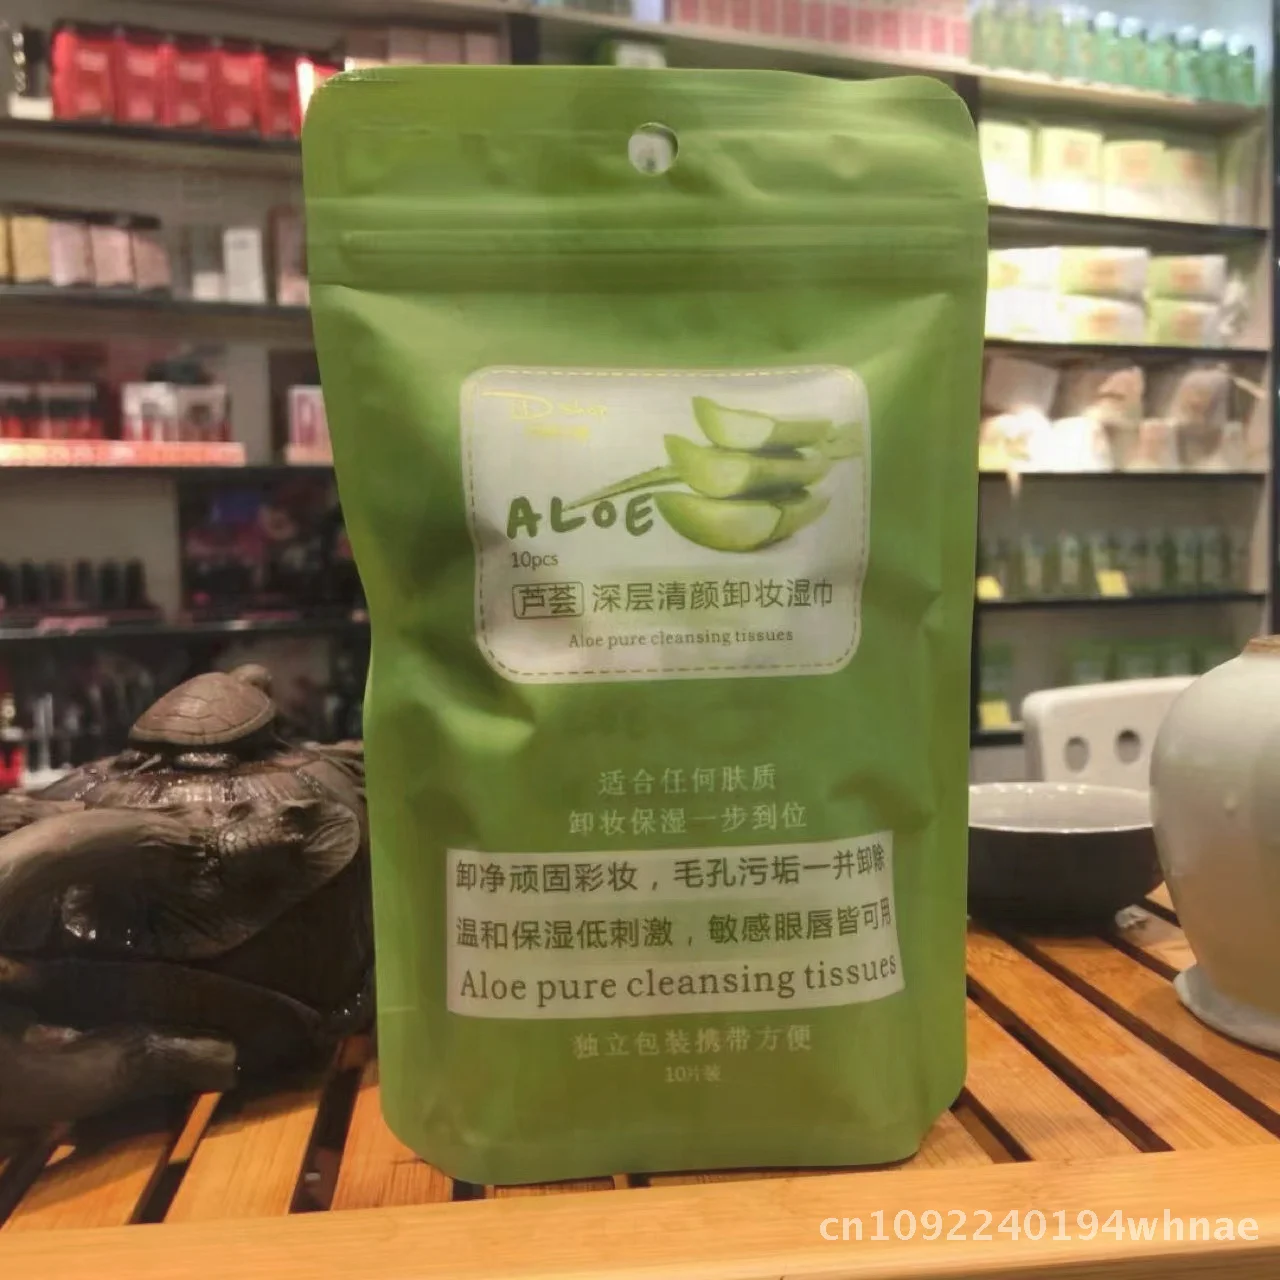 ALOE
10pcs
芦荟 深层清颜卸妆湿巾
Aloe pure cleansing tissues
适合任何肤质
卸妆保湿一步到位
卸净顽固彩妆，毛孔污垢一并卸除
温和保湿低刺激，敏感眼唇皆可用
Aloe pure cleansing tissues
独立包装携带方便
10片装
cn1092240194whnae